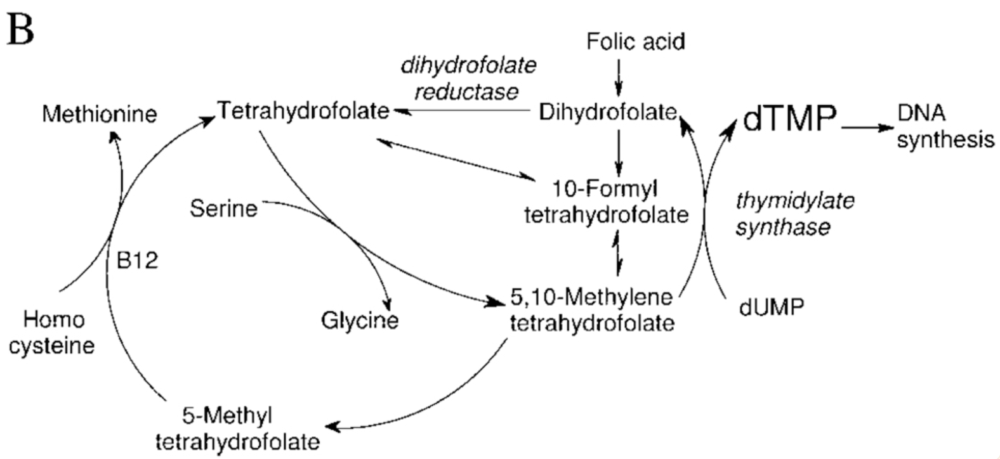 B
Folic acid
dihydrofolate
reductase
Methionine
Tetrahydrofolate
Dihydrofolate
dTMP
DNA
synthesis
10-Formyl
tetrahydrofolate
Serine
thymidylate
synthase
B12
5,10-Methylene
tetrahydrofolate
dUMP
Glycine
Homo
cysteine
5-Methyl
tetrahydrofolate